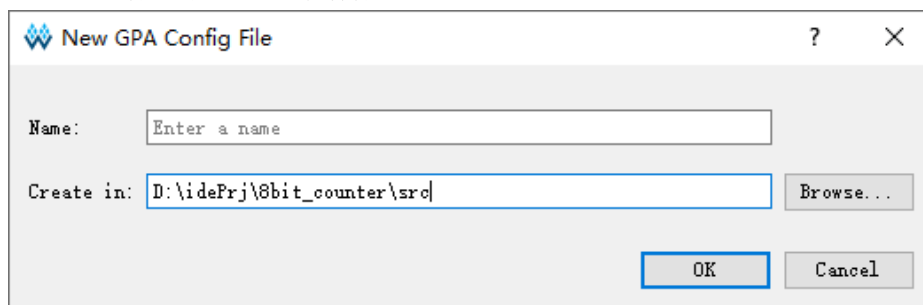 New GPA Config File
?
Name:
Enter a name
Create in:
D:\idePrj\8bit_counter\src
Browse...
OK
Cancel